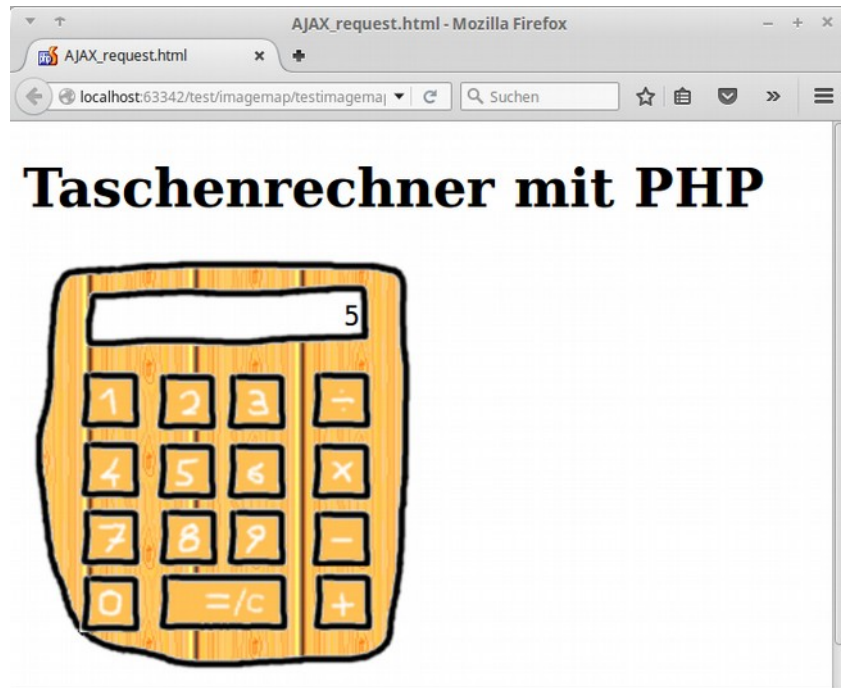 AJAX_request.html - Mozilla Firefox
AJAX_request.html
localhost:63342/test/imagemap/testimagemap
Suchen
Taschenrechner mit PHP
5
1 2 3 ÷
4 5 6 ×
7 8 9 −
0 =/c +